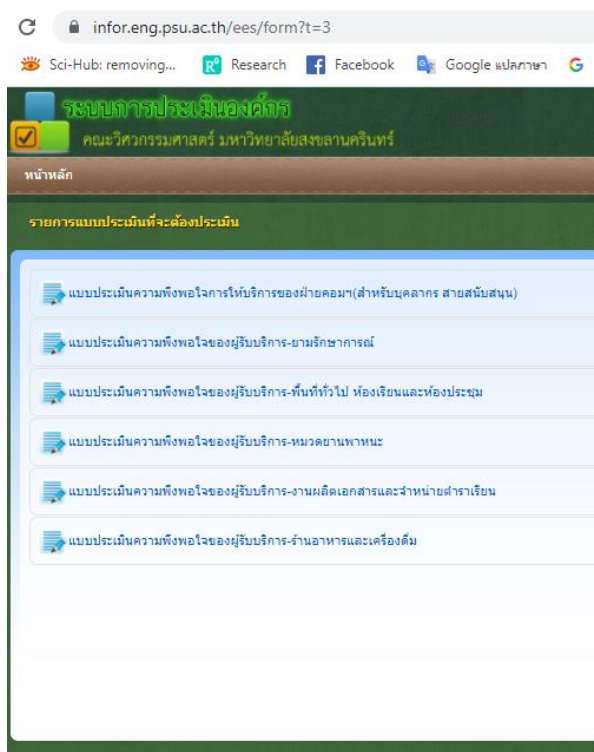 infor.eng.psu.ac.th/ees/form?t=3
Sci-Hub: removing... R⁶ Research Facebook Google แปลภาษา G
ระบบการประเมินองค์กร
คณะวิศวกรรมศาสตร์ มหาวิทยาลัยสงขลานครินทร์
หน้าหลัก
รายการแบบประเมินที่จะต้องประเมิน
แบบประเมินความพึงพอใจการให้บริการของฝ่ายคอมฯ(สำหรับบุคลากร สายสนับสนุน)
แบบประเมินความพึงพอใจของผู้รับบริการ-ยามรักษาการณ์
แบบประเมินความพึงพอใจของผู้รับบริการ-พื้นที่ทั่วไป ห้องเรียนและห้องประชุม
แบบประเมินความพึงพอใจของผู้รับบริการ-หมวดยานพาหนะ
แบบประเมินความพึงพอใจของผู้รับบริการ-งานผลิตเอกสารและจำหน่ายตำราเรียน
แบบประเมินความพึงพอใจของผู้รับบริการ-ร้านอาหารและเครื่องดื่ม